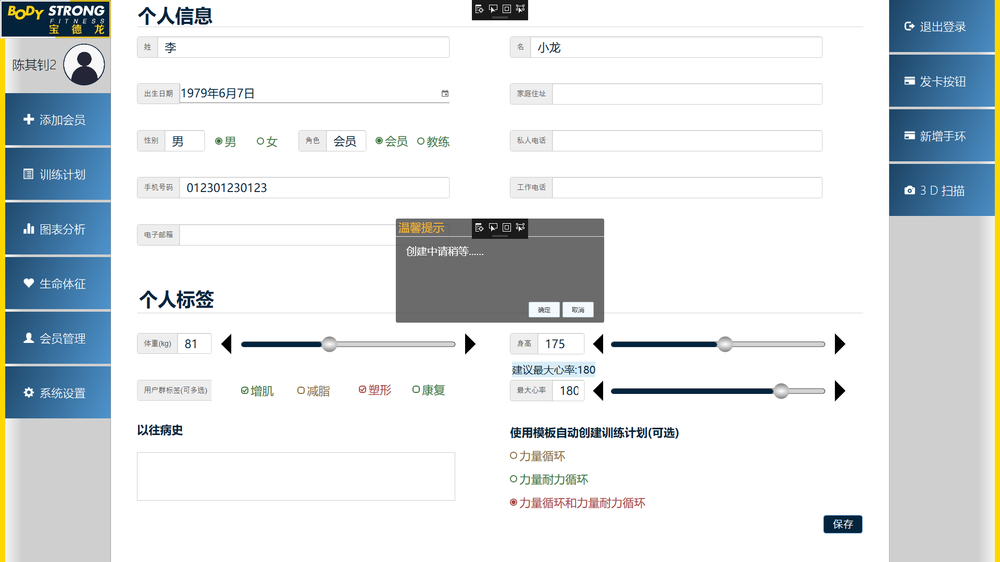 BODY STRONG
FITNESS
宝 德 龙
陈其钊2
添加会员
训练计划
图表分析
生命体征
会员管理
系统设置
个人信息
姓 李
名 小龙
出生日期 1979年6月7日
家庭住址
性别 男 男 女 角色 会员 会员 教练
私人电话
手机号码 012301230123
工作电话
电子邮箱
温馨提示
创建中请稍等......
确定 取消
个人标签
体重(kg) 81
身高 175
建议最大心率:180
用户群标签(可多选) 增肌 减脂 塑形 康复
最大心率 180
以往病史
使用模板自动创建训练计划(可选)
力量循环
力量耐力循环
力量循环和力量耐力循环
保存
退出登录
发卡按钮
新增手环
3 D 扫描